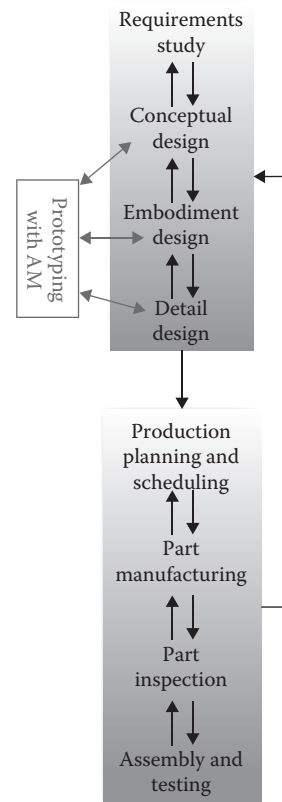 Requirements
study
Conceptual
design
Prototyping
with AM
Embodiment
design
Detail
design
Production
planning and
scheduling
Part
manufacturing
Part
inspection
Assembly and
testing